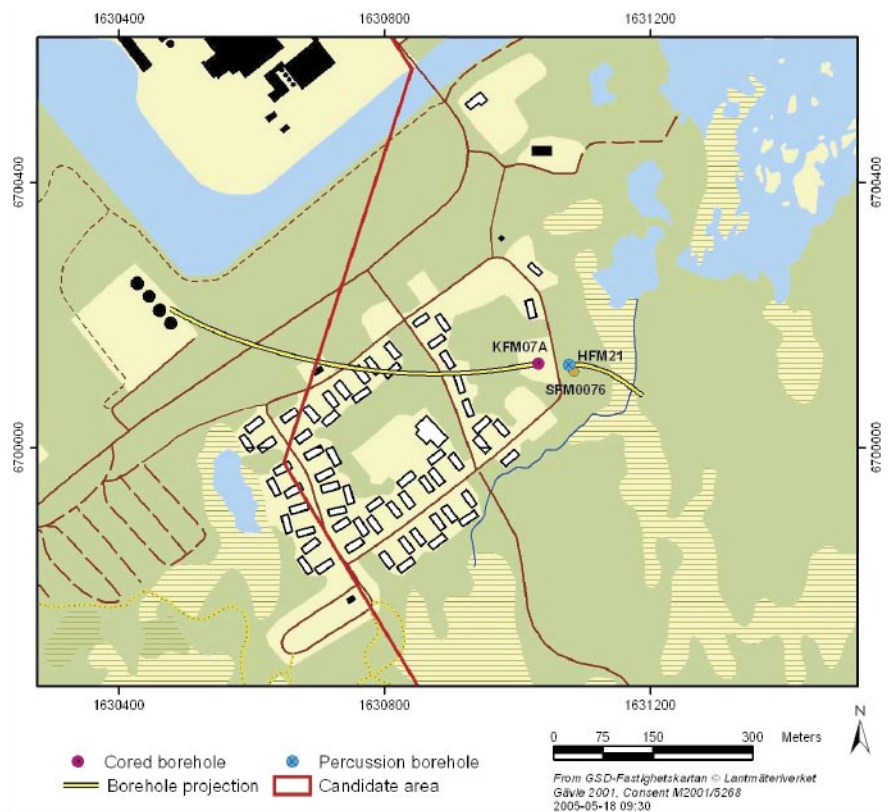 1630400 1630800 1631200
6700400 6700400
KFM07A HFM21
SFM0076
6700000 6700000
1630400 1630800 1631200
N
0 75 150 300 Meters
Cored borehole Percussion borehole
Borehole projection Candidate area
From GSD-Fastighetskartan © Lantmäteriverket
Gävle 2001, Consent M2001/5268
2005-05-18 09:30